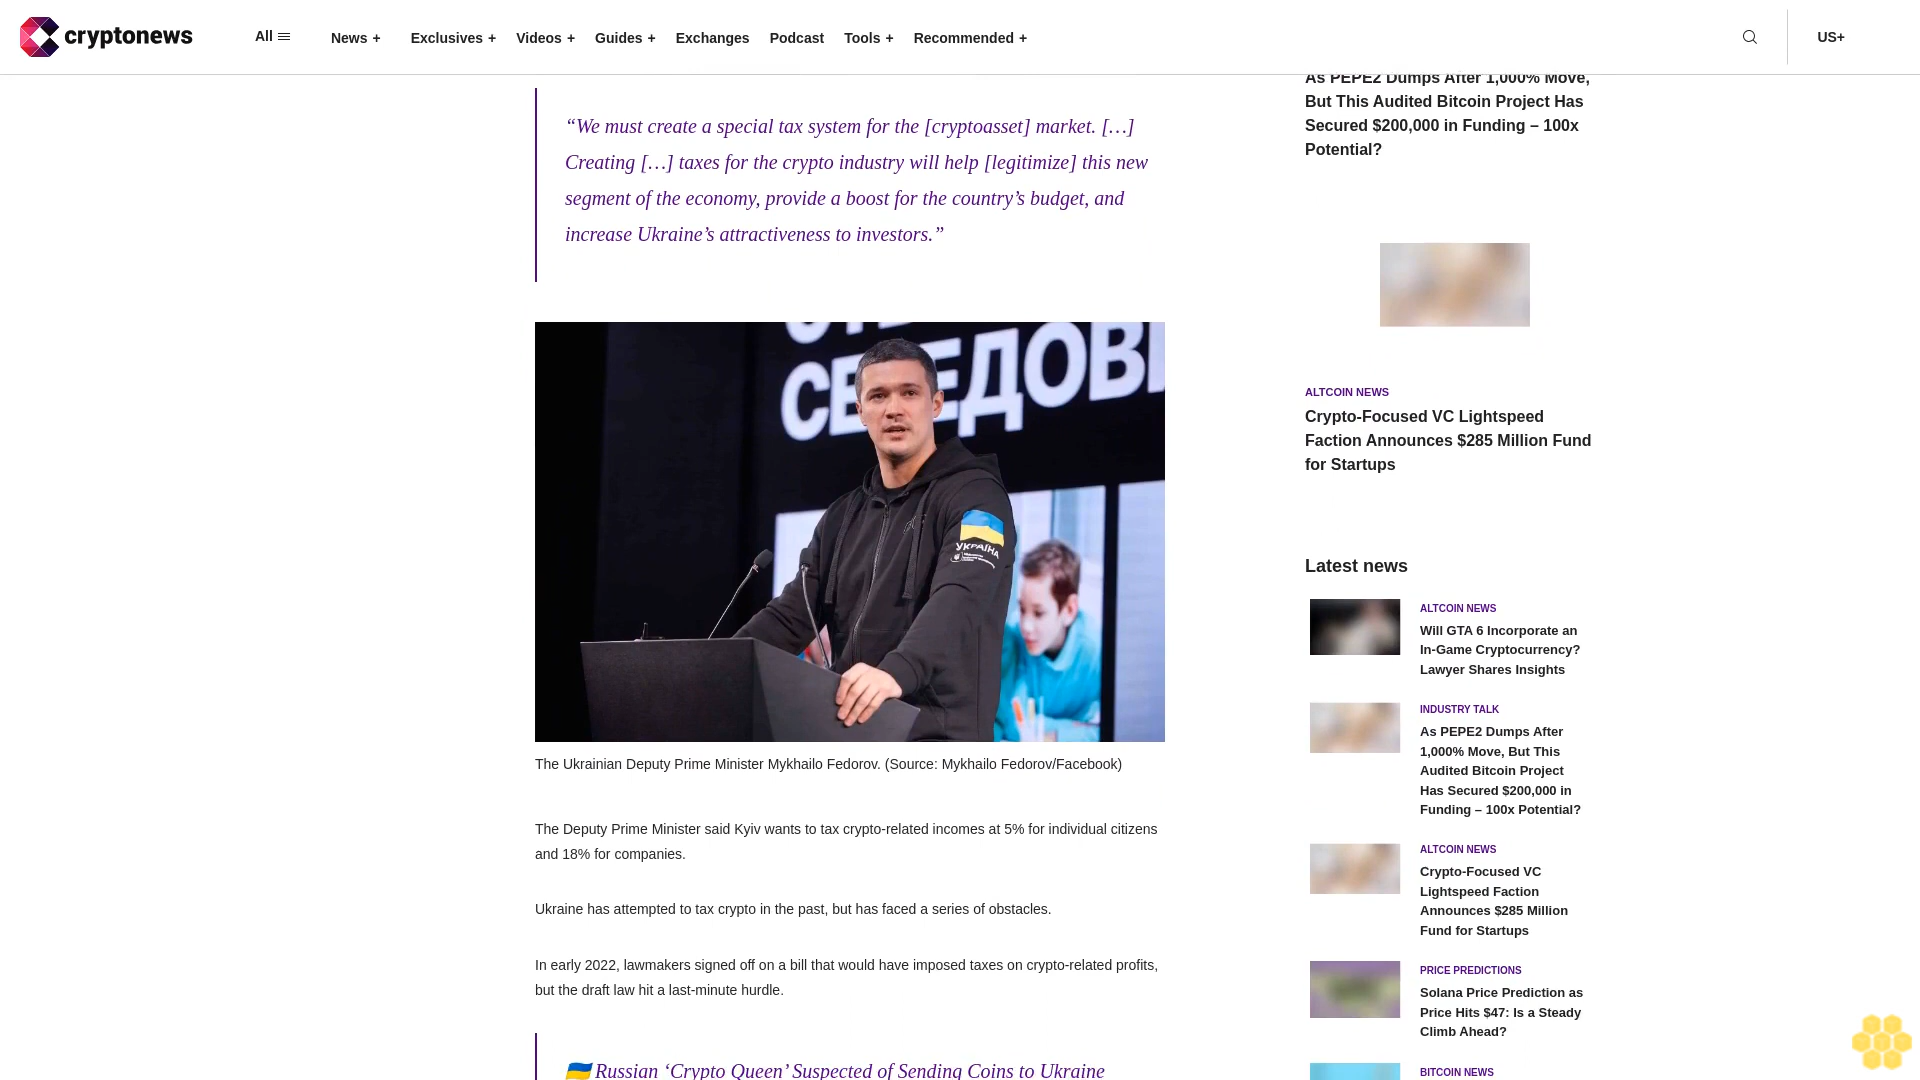 cryptonews
All
News +
Exclusives +
Videos +
Guides +
Exchanges
Podcast
Tools +
Recommended +
US+
“We must create a special tax system for the [cryptoasset] market. […]
Creating […] taxes for the crypto industry will help [legitimize] this new
segment of the economy, provide a boost for the country’s budget, and
increase Ukraine’s attractiveness to investors.”
СЕРЕДОВ
УКРАЇНА
The Ukrainian Deputy Prime Minister Mykhailo Fedorov. (Source: Mykhailo Fedorov/Facebook)
The Deputy Prime Minister said Kyiv wants to tax crypto-related incomes at 5% for individual citizens
and 18% for companies.
Ukraine has attempted to tax crypto in the past, but has faced a series of obstacles.
In early 2022, lawmakers signed off on a bill that would have imposed taxes on crypto-related profits,
but the draft law hit a last-minute hurdle.
🇺🇦 Russian ‘Crypto Queen’ Suspected of Sending Coins to Ukraine
As PEPE2 Dumps After 1,000% Move,
But This Audited Bitcoin Project Has
Secured $200,000 in Funding – 100x
Potential?
ALTCOIN NEWS
Crypto-Focused VC Lightspeed
Faction Announces $285 Million Fund
for Startups
Latest news
ALTCOIN NEWS
Will GTA 6 Incorporate an
In-Game Cryptocurrency?
Lawyer Shares Insights
INDUSTRY TALK
As PEPE2 Dumps After
1,000% Move, But This
Audited Bitcoin Project
Has Secured $200,000 in
Funding – 100x Potential?
ALTCOIN NEWS
Crypto-Focused VC
Lightspeed Faction
Announces $285 Million
Fund for Startups
PRICE PREDICTIONS
Solana Price Prediction as
Price Hits $47: Is a Steady
Climb Ahead?
BITCOIN NEWS